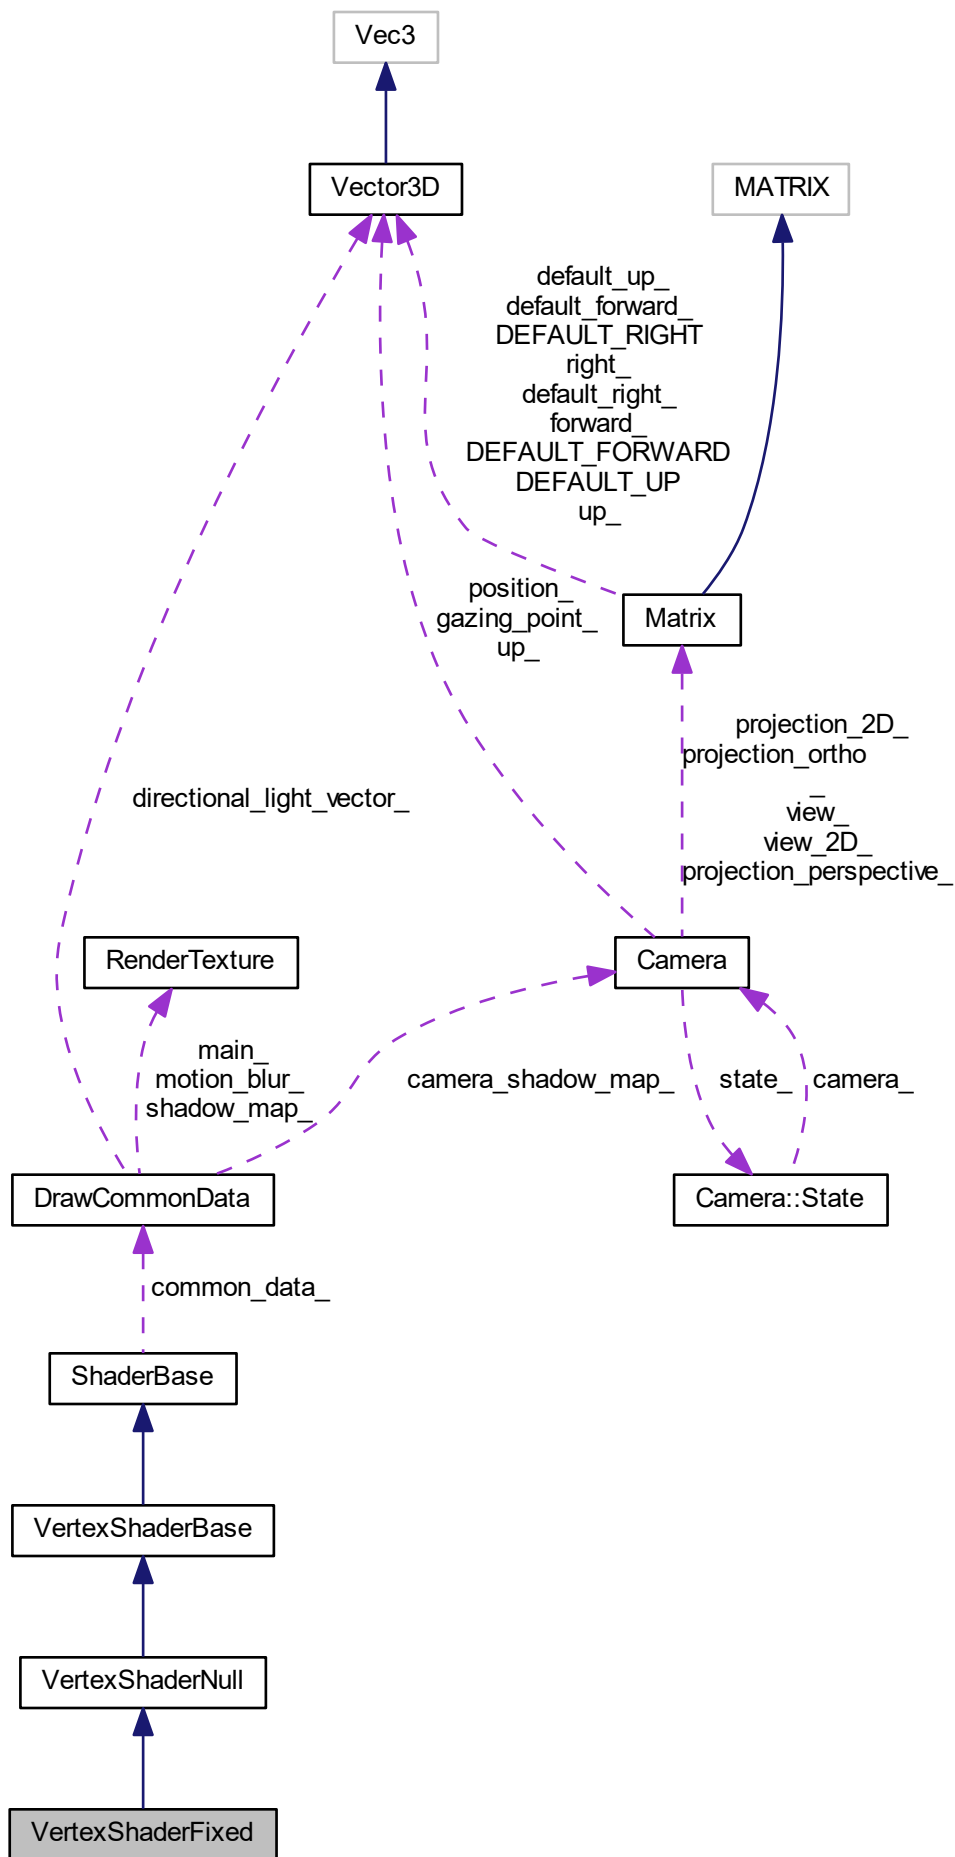 Vec3
Vector3D
MATRIX
default_up_
default_forward_
DEFAULT_RIGHT
right_
default_right_
forward_
DEFAULT_FORWARD
DEFAULT_UP
up_
position_
gazing_point_
up_
Matrix
projection_2D_
projection_ortho
_
view_
view_2D_
projection_perspective_
directional_light_vector_
RenderTexture
Camera
main_
motion_blur_
shadow_map_
camera_shadow_map_
state_
camera_
DrawCommonData
Camera::State
common_data_
ShaderBase
VertexShaderBase
VertexShaderNull
VertexShaderFixed